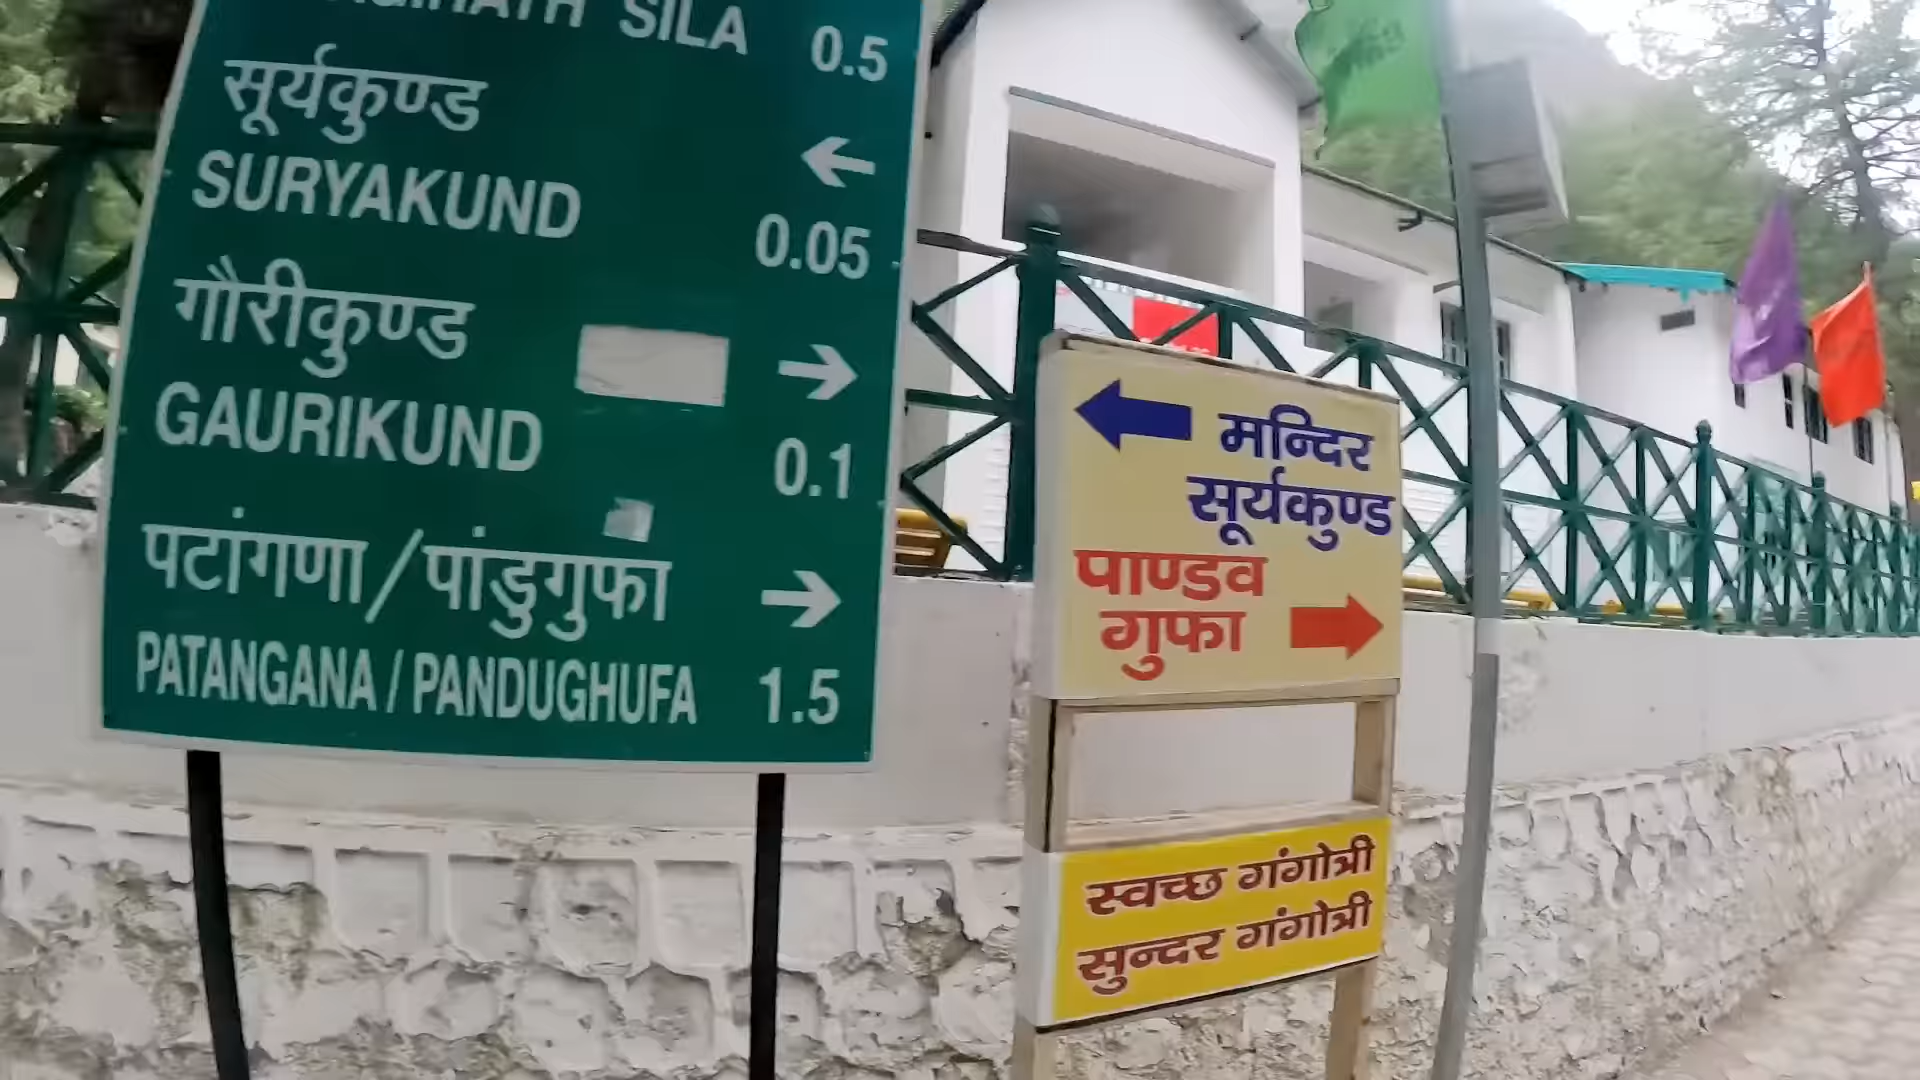 SILA 0.5
सूर्यकुण्ड ←
SURYAKUND 0.05
गौरीकुण्ड →
GAURIKUND 0.1
पटांगणा/पांडुगुफा →
PATANGANA/PANDUGHUFA 1.5
← मन्दिर
सूर्यकुण्ड
पाण्डव
गुफा →
स्वच्छ गंगोत्री
सुन्दर गंगोत्री